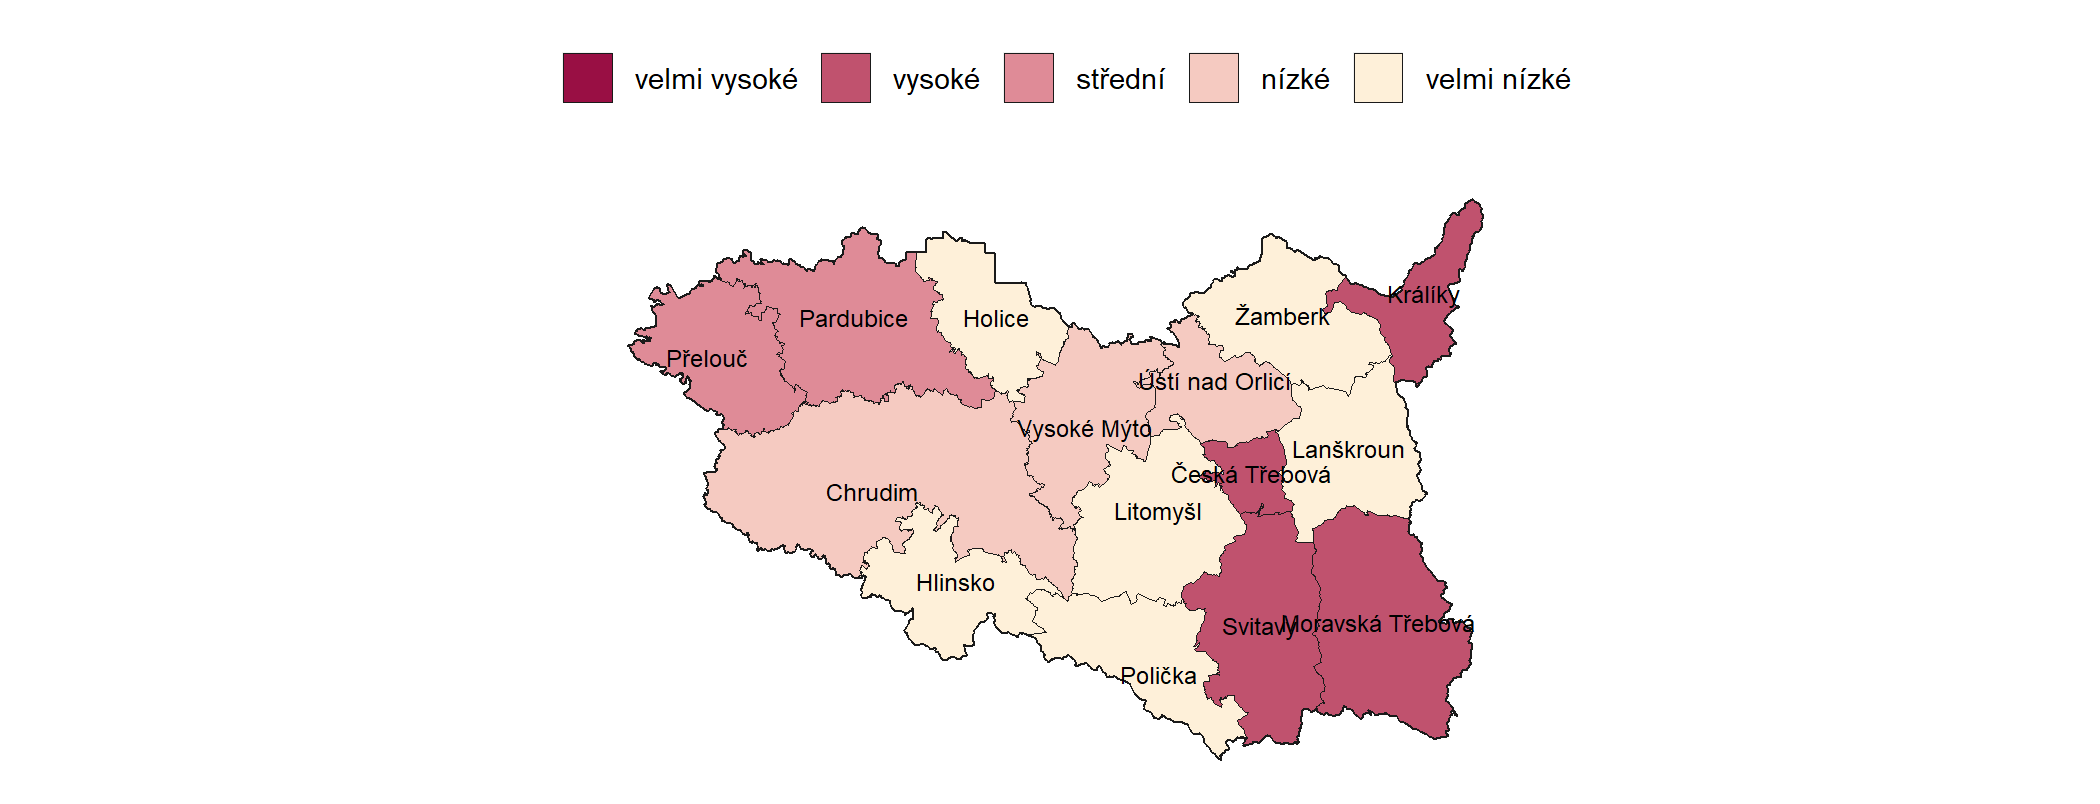 velmi vysoké vysoké střední nízké velmi nízké
Králíky
Pardubice Holice Žamberk
Přelouč
Ústí nad Orlicí
Vysoké Mýto
Lanškroun
Česká Třebová
Chrudim
Litomyšl
Hlinsko
Svitavy Moravská Třebová
Polička